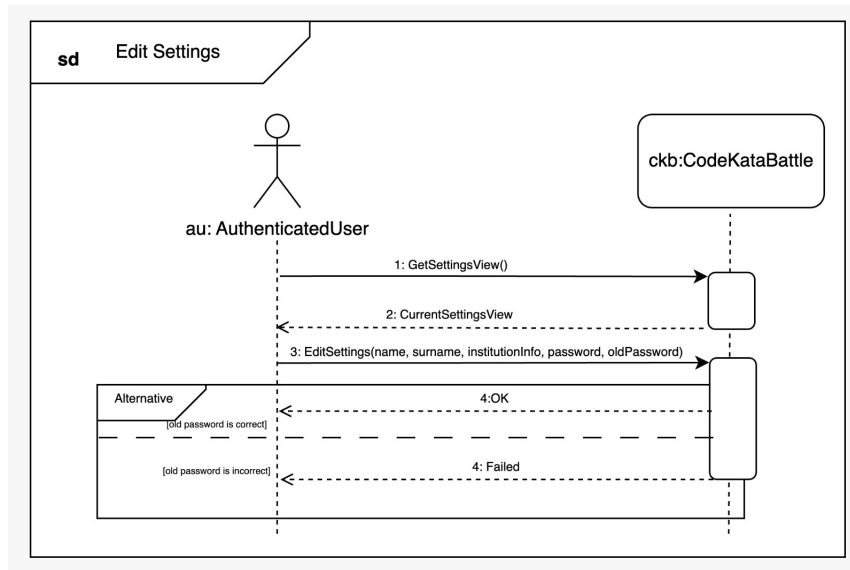 sd
Edit Settings
ckb:CodeKataBattle
au: AuthenticatedUser
1: GetSettingsView()
2: CurrentSettingsView
3: EditSettings(name, surname, institutionInfo, password, oldPassword)
Alternative
4:OK
[old password is correct]
[old password is incorrect]
4: Failed